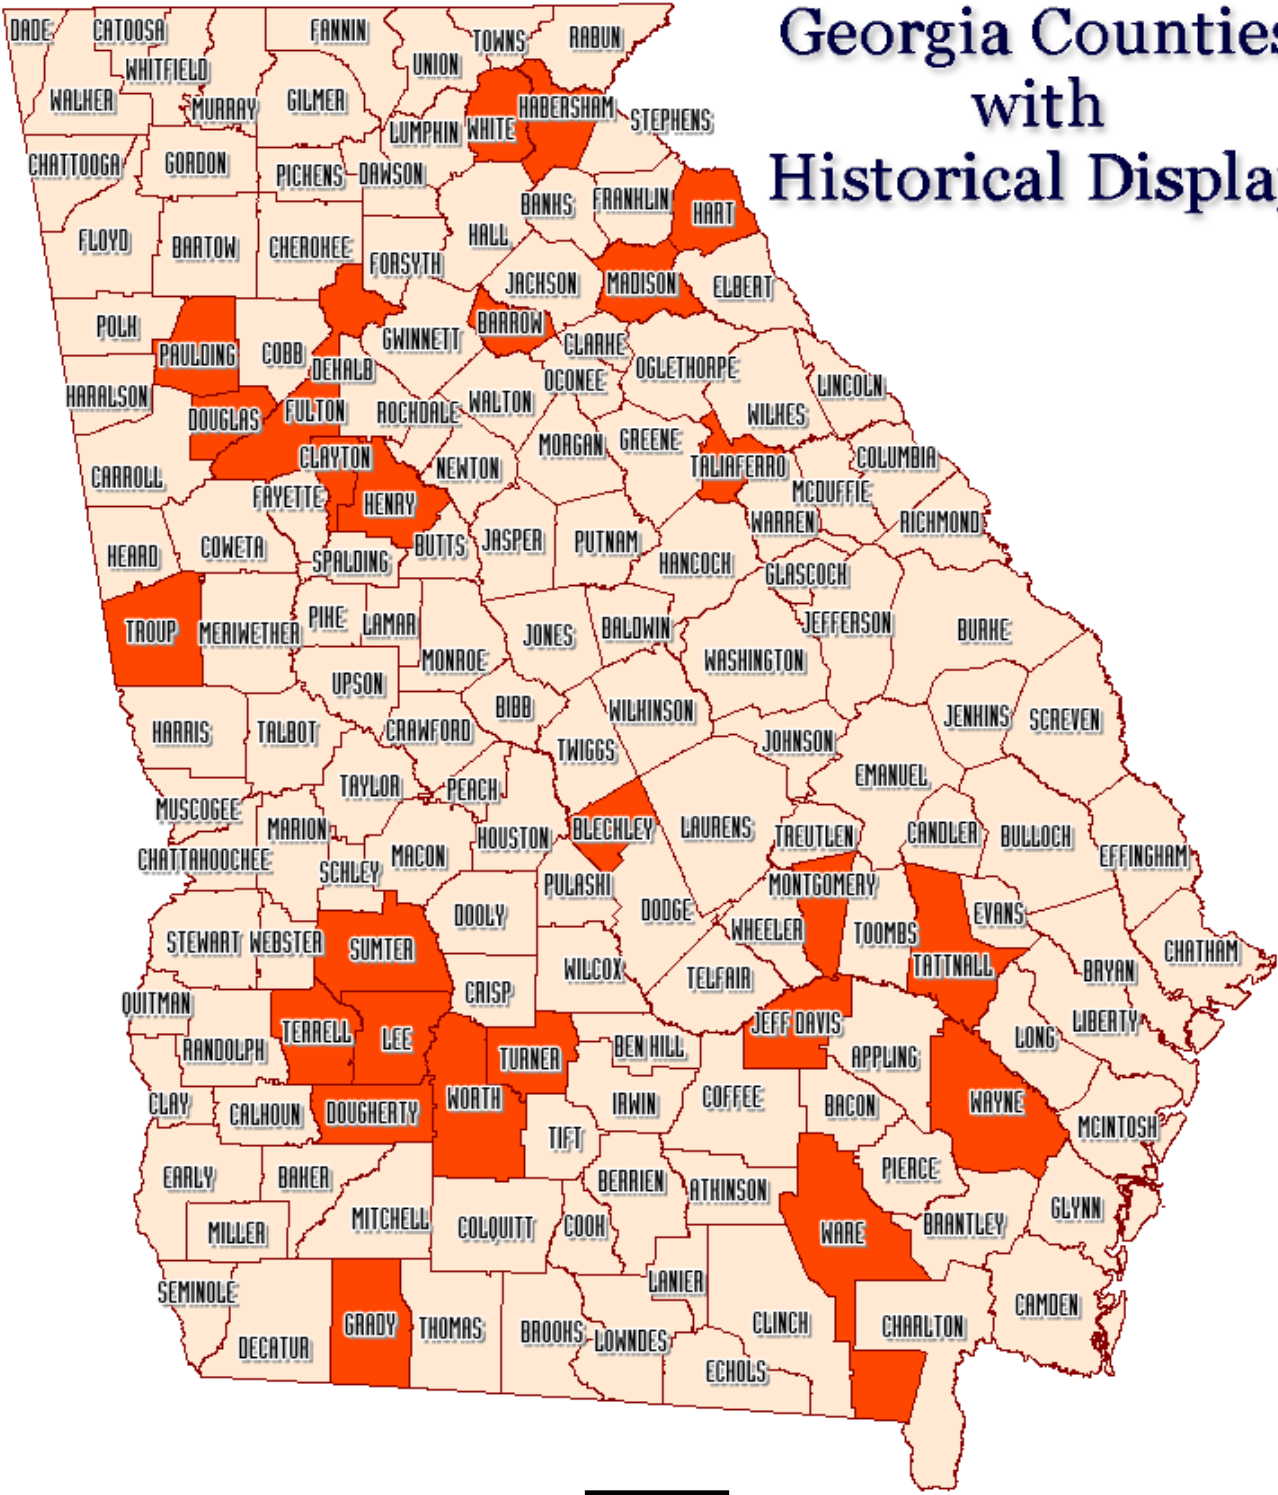 Georgia Counties
with
Historical Display
DADE
CATOOSA
FANNIN
TOWNS
RABUN
WHITFIELD
UNION
WALKER
MURRAY
GILMER
HABERSHAM
LUMPKIN
WHITE
STEPHENS
CHATTOOGA
GORDON
PICKENS
DAWSON
BANKS
FRANKLIN
HART
FLOYD
BARTOW
CHEROKEE
HALL
FORSYTH
JACKSON
MADISON
ELBERT
POLK
GWINNETT
BARROW
PAULDING
COBB
DEKALB
CLARKE
OGLETHORPE
OCONEE
HARALSON
LINCOLN
DOUGLAS
FULTON
ROCKDALE
WALTON
WILKES
MORGAN
GREENE
CARROLL
CLAYTON
NEWTON
TALIAFERRO
COLUMBIA
FAYETTE
HENRY
MCDUFFIE
WARREN
RICHMOND
HEARD
COWETA
SPALDING
BUTTS
JASPER
PUTNAM
HANCOCK
GLASCOCK
TROUP
MERIWETHER
PIKE
LAMAR
MONROE
JONES
BALDWIN
WASHINGTON
JEFFERSON
BURKE
UPSON
HARRIS
TALBOT
CRAWFORD
BIBB
WILKINSON
JENKINS
SCREVEN
TWIGGS
JOHNSON
TAYLOR
PEACH
EMANUEL
MUSCOGEE
MARION
HOUSTON
BLECKLEY
LAURENS
TREUTLEN
CANDLER
BULLOCH
CHATTAHOOCHEE
SCHLEY
MACON
EFFINGHAM
PULASKI
MONTGOMERY
DOOLY
DODGE
WHEELER
TOOMBS
EVANS
STEWART
WEBSTER
SUMTER
WILCOX
TELFAIR
TATTNALL
BRYAN
CHATHAM
QUITMAN
CRISP
TERRELL
LEE
JEFF DAVIS
LONG
LIBERTY
RANDOLPH
TURNER
BEN HILL
APPLING
CLAY
CALHOUN
DOUGHERTY
WORTH
IRWIN
COFFEE
BACON
WAYNE
MCINTOSH
TIFT
EARLY
BAKER
BERRIEN
ATKINSON
PIERCE
MILLER
MITCHELL
COLQUITT
COOK
WARE
BRANTLEY
GLYNN
SEMINOLE
LANIER
CAMDEN
DECATUR
GRADY
THOMAS
BROOKS
LOWNDES
CLINCH
CHARLTON
ECHOLS